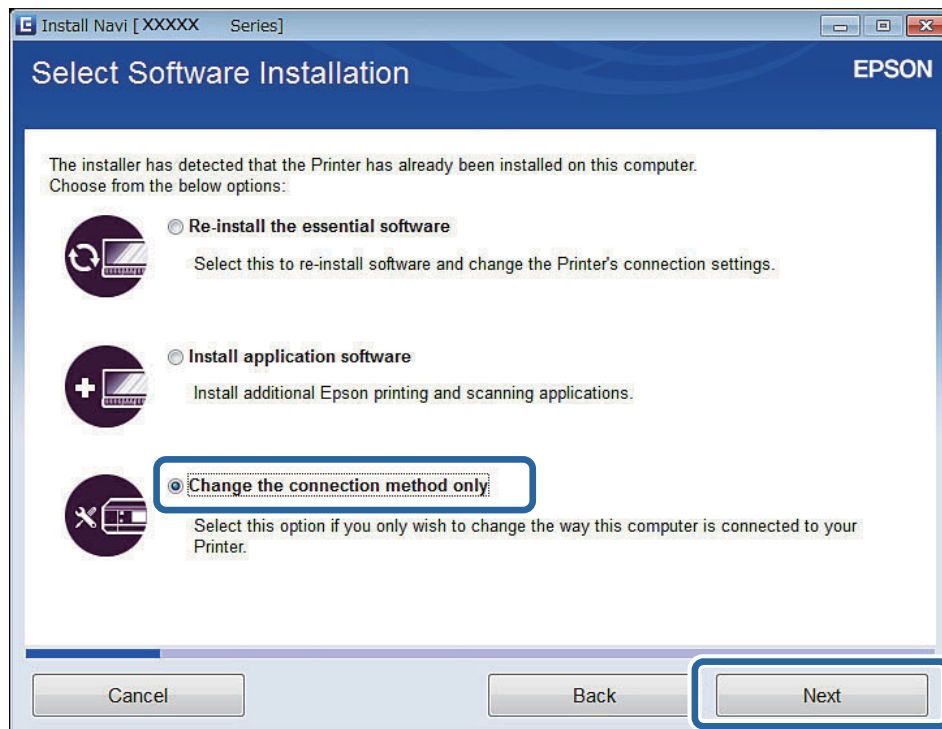 Install Navi [ XXXXX Series]
Select Software Installation
EPSON
The installer has detected that the Printer has already been installed on this computer.
Choose from the below options:
Re-install the essential software
Select this to re-install software and change the Printer's connection settings.
Install application software
Install additional Epson printing and scanning applications.
Change the connection method only
Select this option if you only wish to change the way this computer is connected to your
Printer.
Cancel
Back
Next